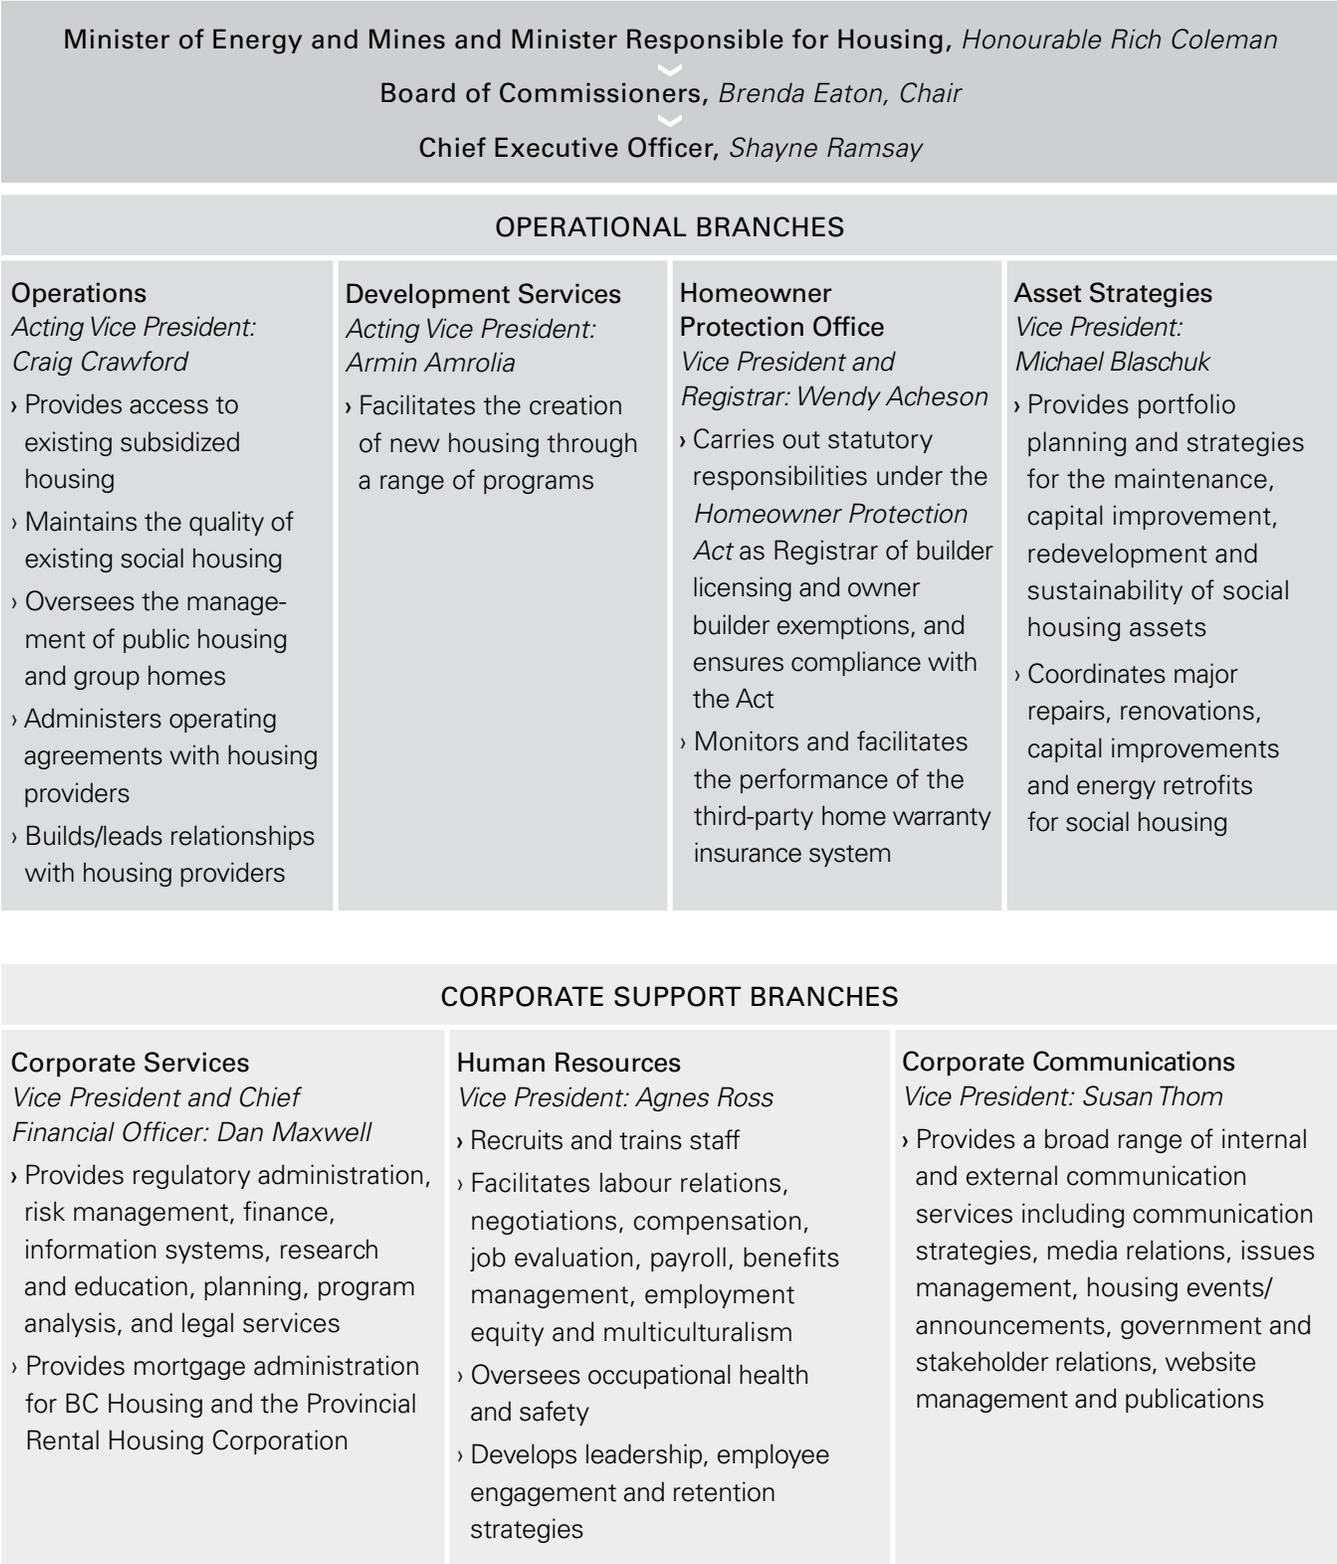 Minister of Energy and Mines and Minister Responsible for Housing, Honourable Rich Coleman
Board of Commissioners, Brenda Eaton, Chair
Chief Executive Officer, Shayne Ramsay
OPERATIONAL BRANCHES
Operations
Acting Vice President:
Craig Crawford
› Provides access to
existing subsidized
housing
› Maintains the quality of
existing social housing
› Oversees the manage-
ment of public housing
and group homes
› Administers operating
agreements with housing
providers
› Builds/leads relationships
with housing providers
Development Services
Acting Vice President:
Armin Amrolia
› Facilitates the creation
of new housing through
a range of programs
Homeowner
Protection Office
Vice President and
Registrar: Wendy Acheson
› Carries out statutory
responsibilities under the
Homeowner Protection
Act as Registrar of builder
licensing and owner
builder exemptions, and
ensures compliance with
the Act
› Monitors and facilitates
the performance of the
third-party home warranty
insurance system
Asset Strategies
Vice President:
Michael Blaschuk
› Provides portfolio
planning and strategies
for the maintenance,
capital improvement,
redevelopment and
sustainability of social
housing assets
› Coordinates major
repairs, renovations,
capital improvements
and energy retrofits
for social housing
CORPORATE SUPPORT BRANCHES
Corporate Services
Vice President and Chief
Financial Officer: Dan Maxwell
› Provides regulatory administration,
risk management, finance,
information systems, research
and education, planning, program
analysis, and legal services
› Provides mortgage administration
for BC Housing and the Provincial
Rental Housing Corporation
Human Resources
Vice President: Agnes Ross
› Recruits and trains staff
› Facilitates labour relations,
negotiations, compensation,
job evaluation, payroll, benefits
management, employment
equity and multiculturalism
› Oversees occupational health
and safety
› Develops leadership, employee
engagement and retention
strategies
Corporate Communications
Vice President: Susan Thom
› Provides a broad range of internal
and external communication
services including communication
strategies, media relations, issues
management, housing events/
announcements, government and
stakeholder relations, website
management and publications